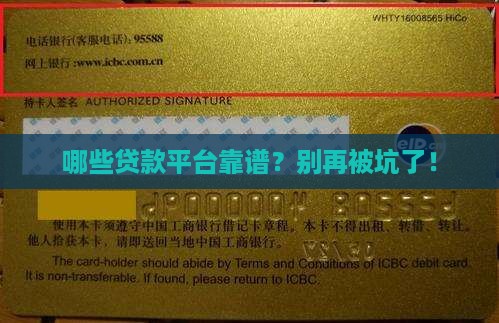 WHTY16008565 HiCo
电话银行(客服电话): 95588
网上银行:www.icbc.com.cn
持卡人签名 AUTHORIZED SIGNATURE
哪些贷款平台靠谱?别再被坑了!
使用本卡须遵守中国工商银行借记卡章程。本卡不得出租、转借、转让。
他人拾获本卡,请即送回当地中国工商银行。
The card-holder should abide by Terms and Conditions of ICBC debit card.
It is non-transferable. If found, please return to ICBC.